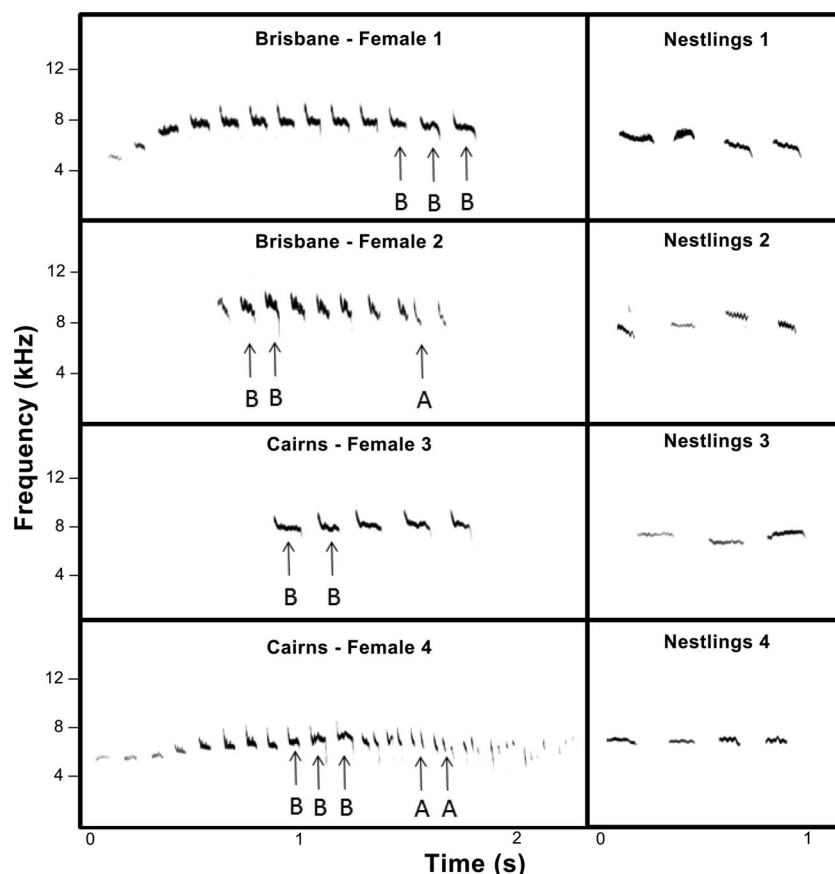 Brisbane - Female 1
Nestlings 1
12
8
4
B B B
Brisbane - Female 2
Nestlings 2
12
8
4
B B A
Frequency (kHz)
Cairns - Female 3
Nestlings 3
12
8
4
B B
Cairns - Female 4
Nestlings 4
12
8
4
B B B A A
0 1 2 0 1
Time (s)